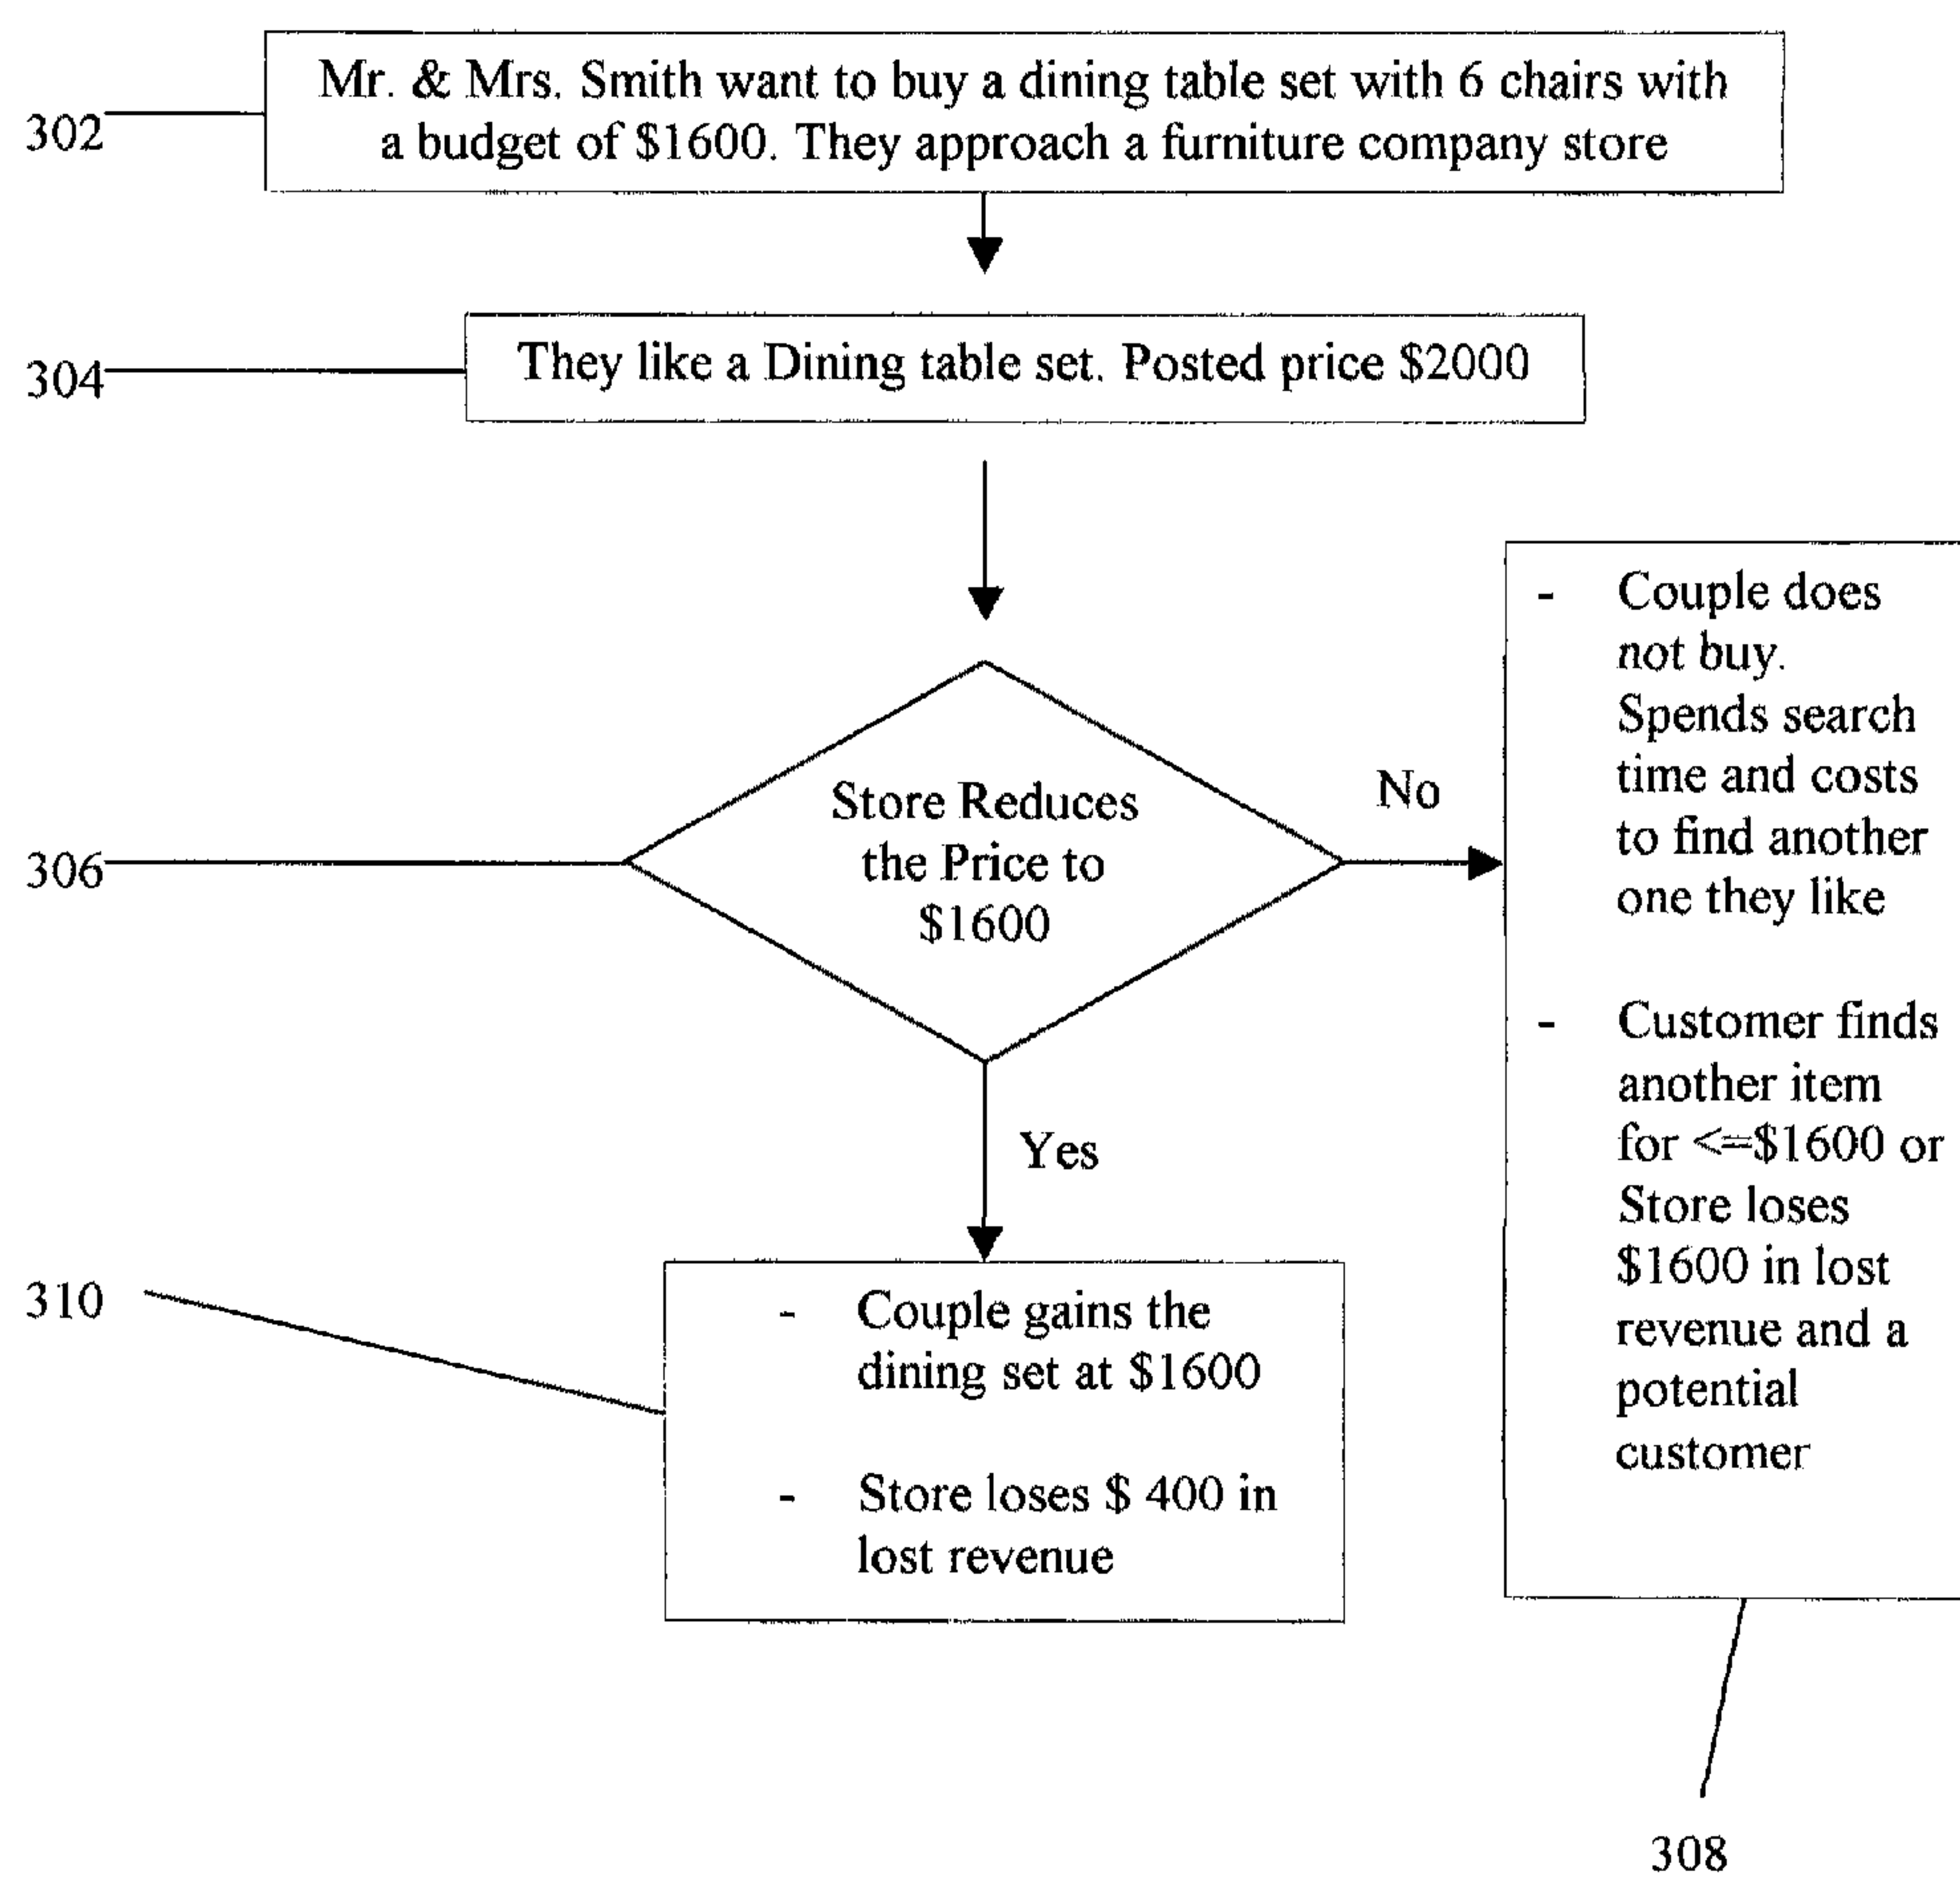 Mr. & Mrs. Smith want to buy a dining table set with 6 chairs with
a budget of $1600. They approach a furniture company store
302
They like a Dining table set. Posted price $2000
304
Store Reduces
the Price to
$1600
306
No
- Couple does
not buy.
Spends search
time and costs
to find another
one they like
- Customer finds
another item
for <=$1600 or
Store loses
$1600 in lost
revenue and a
potential
customer
Yes
310
- Couple gains the
dining set at $1600
- Store loses $ 400 in
lost revenue
308